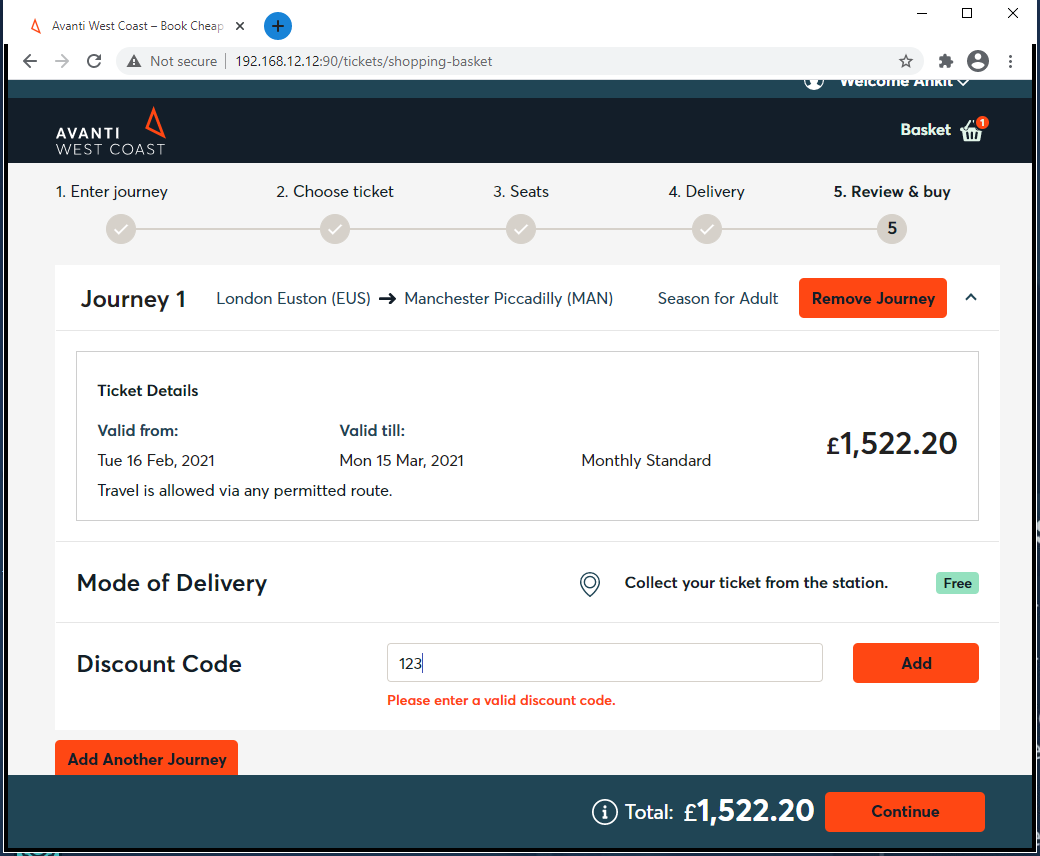 Avanti West Coast – Book Cheap
Not secure | 192.168.12.12:90/tickets/shopping-basket
Welcome Ankit
AVANTI
WEST COAST
Basket 1
1. Enter journey 2. Choose ticket 3. Seats 4. Delivery 5. Review & buy
5
Journey 1 London Euston (EUS) → Manchester Piccadilly (MAN) Season for Adult Remove Journey
Ticket Details
Valid from: Valid till:
£1,522.20
Tue 16 Feb, 2021 Mon 15 Mar, 2021 Monthly Standard
Travel is allowed via any permitted route.
Mode of Delivery Collect your ticket from the station. Free
Discount Code 123 Add
Please enter a valid discount code.
Add Another Journey
Total: £1,522.20 Continue